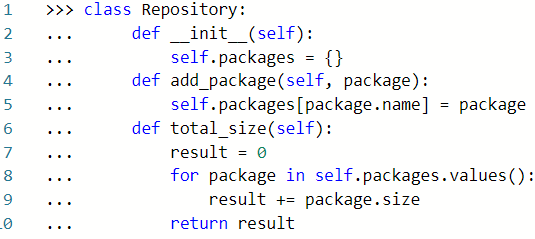 1 >>> class Repository:
2 ...     def __init__(self):
3 ...         self.packages = {}
4 ...     def add_package(self, package):
5 ...         self.packages[package.name] = package
6 ...     def total_size(self):
7 ...         result = 0
8 ...         for package in self.packages.values():
9 ...             result += package.size
10 ...         return result